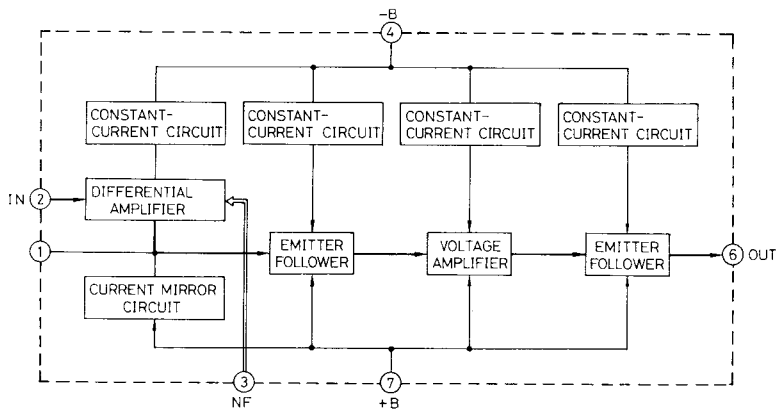 -B
4
CONSTANT-
CURRENT CIRCUIT
CONSTANT-
CURRENT CIRCUIT
CONSTANT-
CURRENT CIRCUIT
CONSTANT-
CURRENT CIRCUIT
IN 2
DIFFERENTIAL
AMPLIFIER
1
EMITTER
FOLLOWER
VOLTAGE
AMPLIFIER
EMITTER
FOLLOWER
6 OUT
CURRENT MIRROR
CIRCUIT
3
NF
7
+B